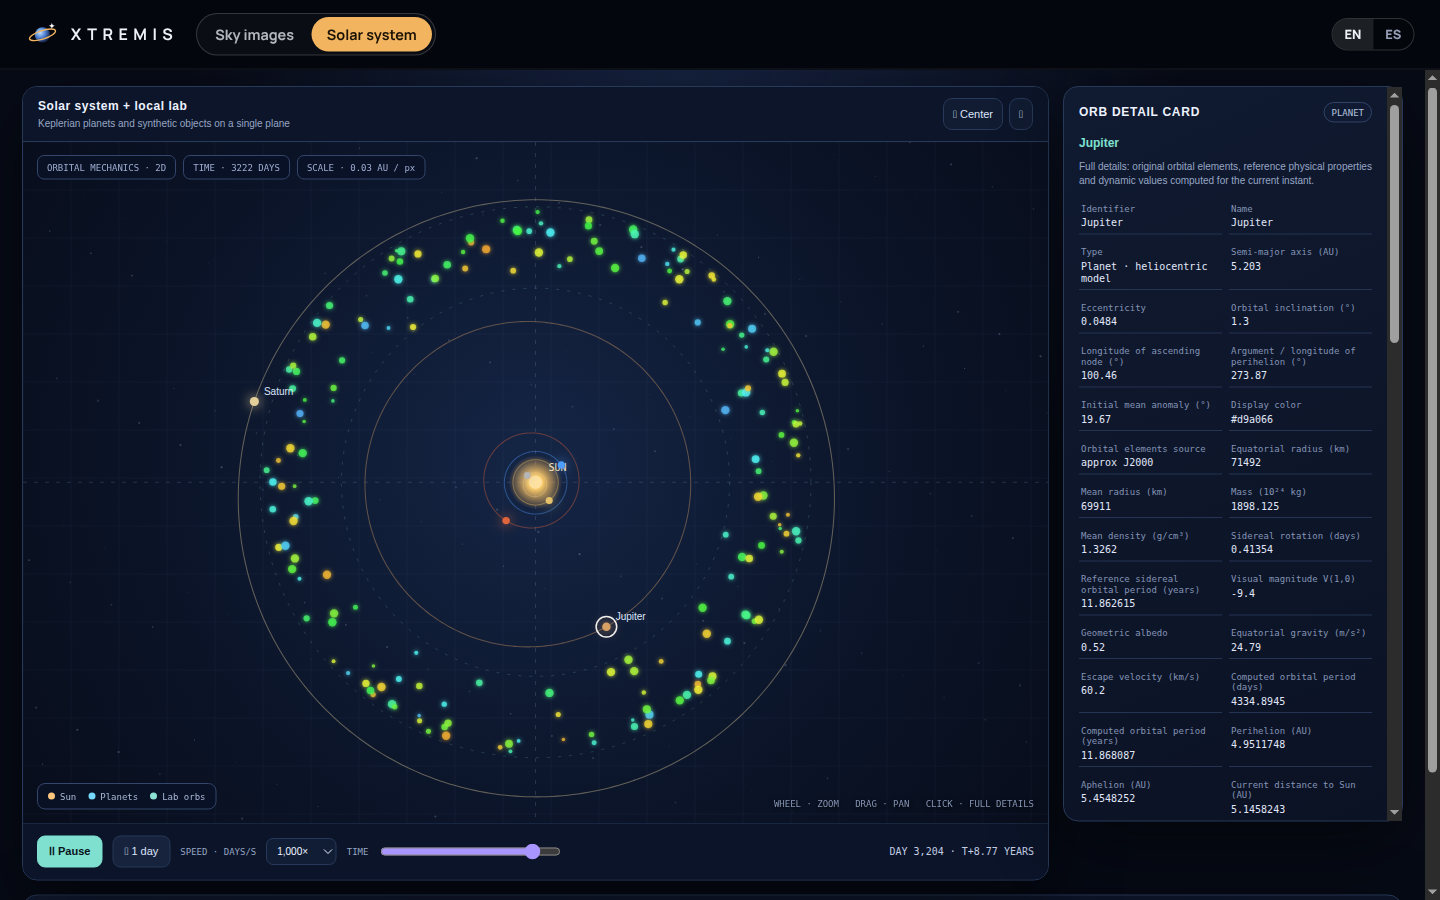 XTREMIS
Sky images
Solar system
EN
ES
Solar system + local lab
Keplerian planets and synthetic objects on a single plane
Center
ORBITAL MECHANICS · 2D
TIME · 3222 DAYS
SCALE · 0.03 AU / px
Saturn
SUN
Jupiter
Sun
Planets
Lab orbs
WHEEL · ZOOM
DRAG · PAN
CLICK · FULL DETAILS
II Pause
1 day
SPEED · DAYS/S
1,000×
TIME
DAY 3,204 · T+8.77 YEARS
ORB DETAIL CARD
PLANET
Jupiter
Full details: original orbital elements, reference physical properties
and dynamic values computed for the current instant.
Identifier
Jupiter
Name
Jupiter
Type
Planet · heliocentric
model
Semi-major axis (AU)
5.203
Eccentricity
0.0484
Orbital inclination (°)
1.3
Longitude of ascending
node (°)
100.46
Argument / longitude of
perihelion (°)
273.87
Initial mean anomaly (°)
19.67
Display color
#d9a066
Orbital elements source
approx J2000
Equatorial radius (km)
71492
Mean radius (km)
69911
Mass (10²⁴ kg)
1898.125
Mean density (g/cm³)
1.3262
Sidereal rotation (days)
0.41354
Reference sidereal
orbital period (years)
11.862615
Visual magnitude V(1,0)
-9.4
Geometric albedo
0.52
Equatorial gravity (m/s²)
24.79
Escape velocity (km/s)
60.2
Computed orbital period
(days)
4334.8945
Computed orbital period
(years)
11.868087
Perihelion (AU)
4.9511748
Aphelion (AU)
5.4548252
Current distance to Sun
(AU)
5.1458243